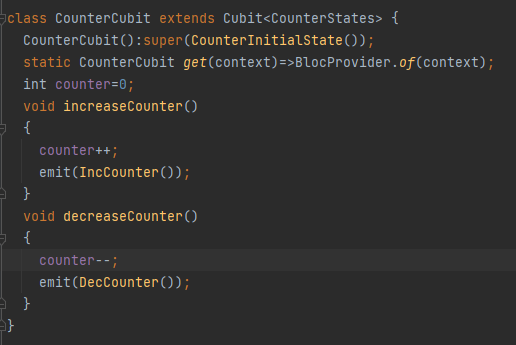 class CounterCubit extends Cubit<CounterStates> {
  CounterCubit():super(CounterInitialState());
  static CounterCubit get(context)=>BlocProvider.of(context);
  int counter=0;
  void increaseCounter()
  {
    counter++;
    emit(IncCounter());
  }
  void decreaseCounter()
  {
    counter--;
    emit(DecCounter());
  }
}